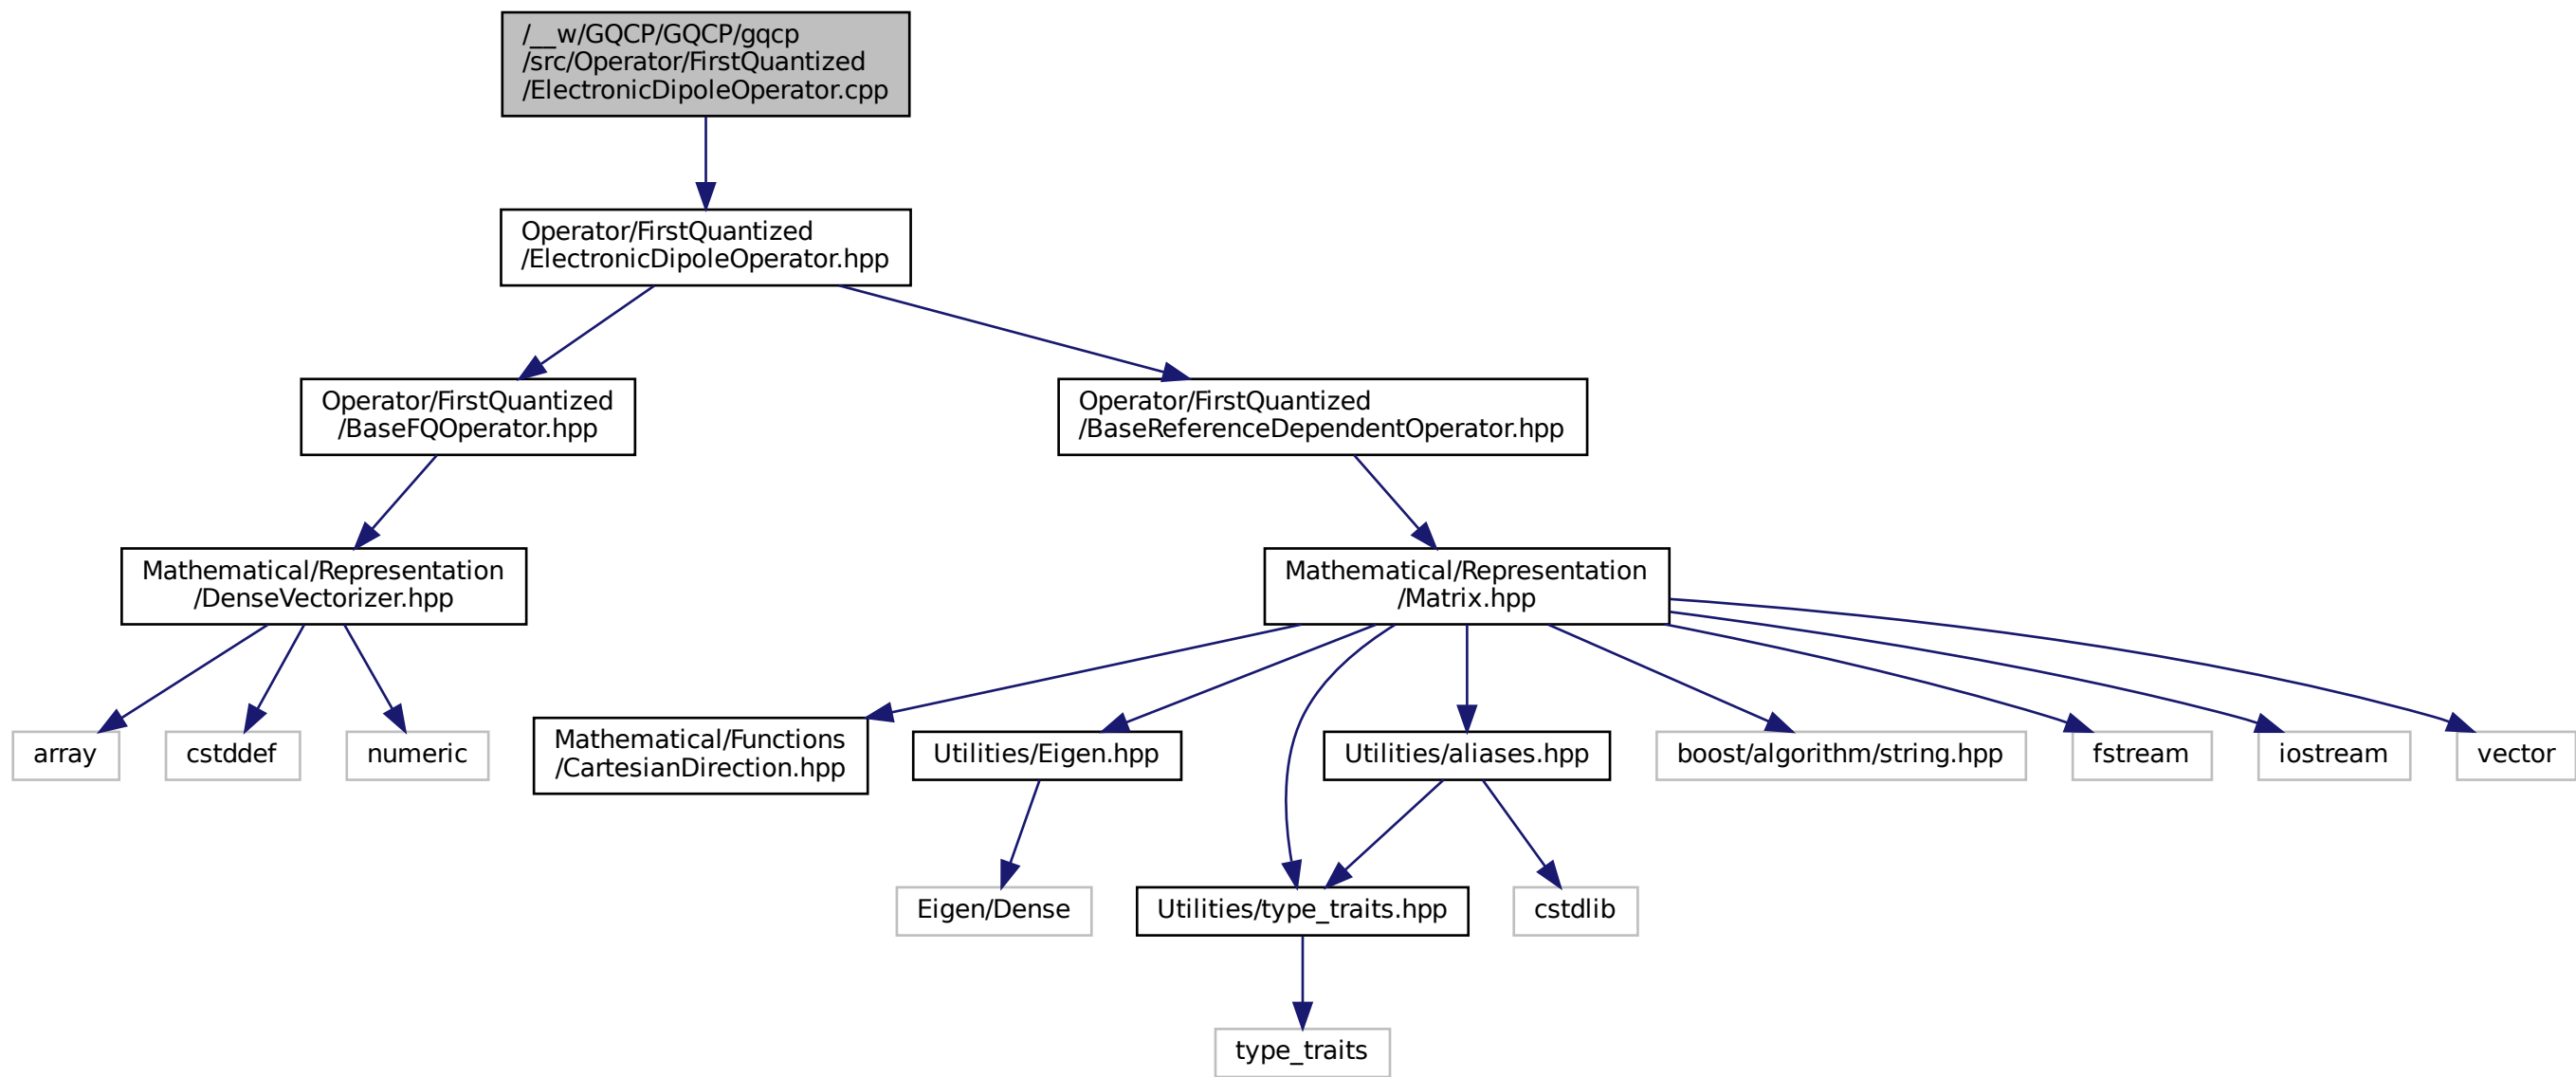 /__w/GQCP/GQCP/gqcp
/src/Operator/FirstQuantized
/ElectronicDipoleOperator.cpp
Operator/FirstQuantized
/ElectronicDipoleOperator.hpp
Operator/FirstQuantized
/BaseFQOperator.hpp
Operator/FirstQuantized
/BaseReferenceDependentOperator.hpp
Mathematical/Representation
/DenseVectorizer.hpp
Mathematical/Representation
/Matrix.hpp
array
cstddef
numeric
Mathematical/Functions
/CartesianDirection.hpp
Utilities/Eigen.hpp
Utilities/aliases.hpp
boost/algorithm/string.hpp
fstream
iostream
vector
Eigen/Dense
Utilities/type_traits.hpp
cstdlib
type_traits